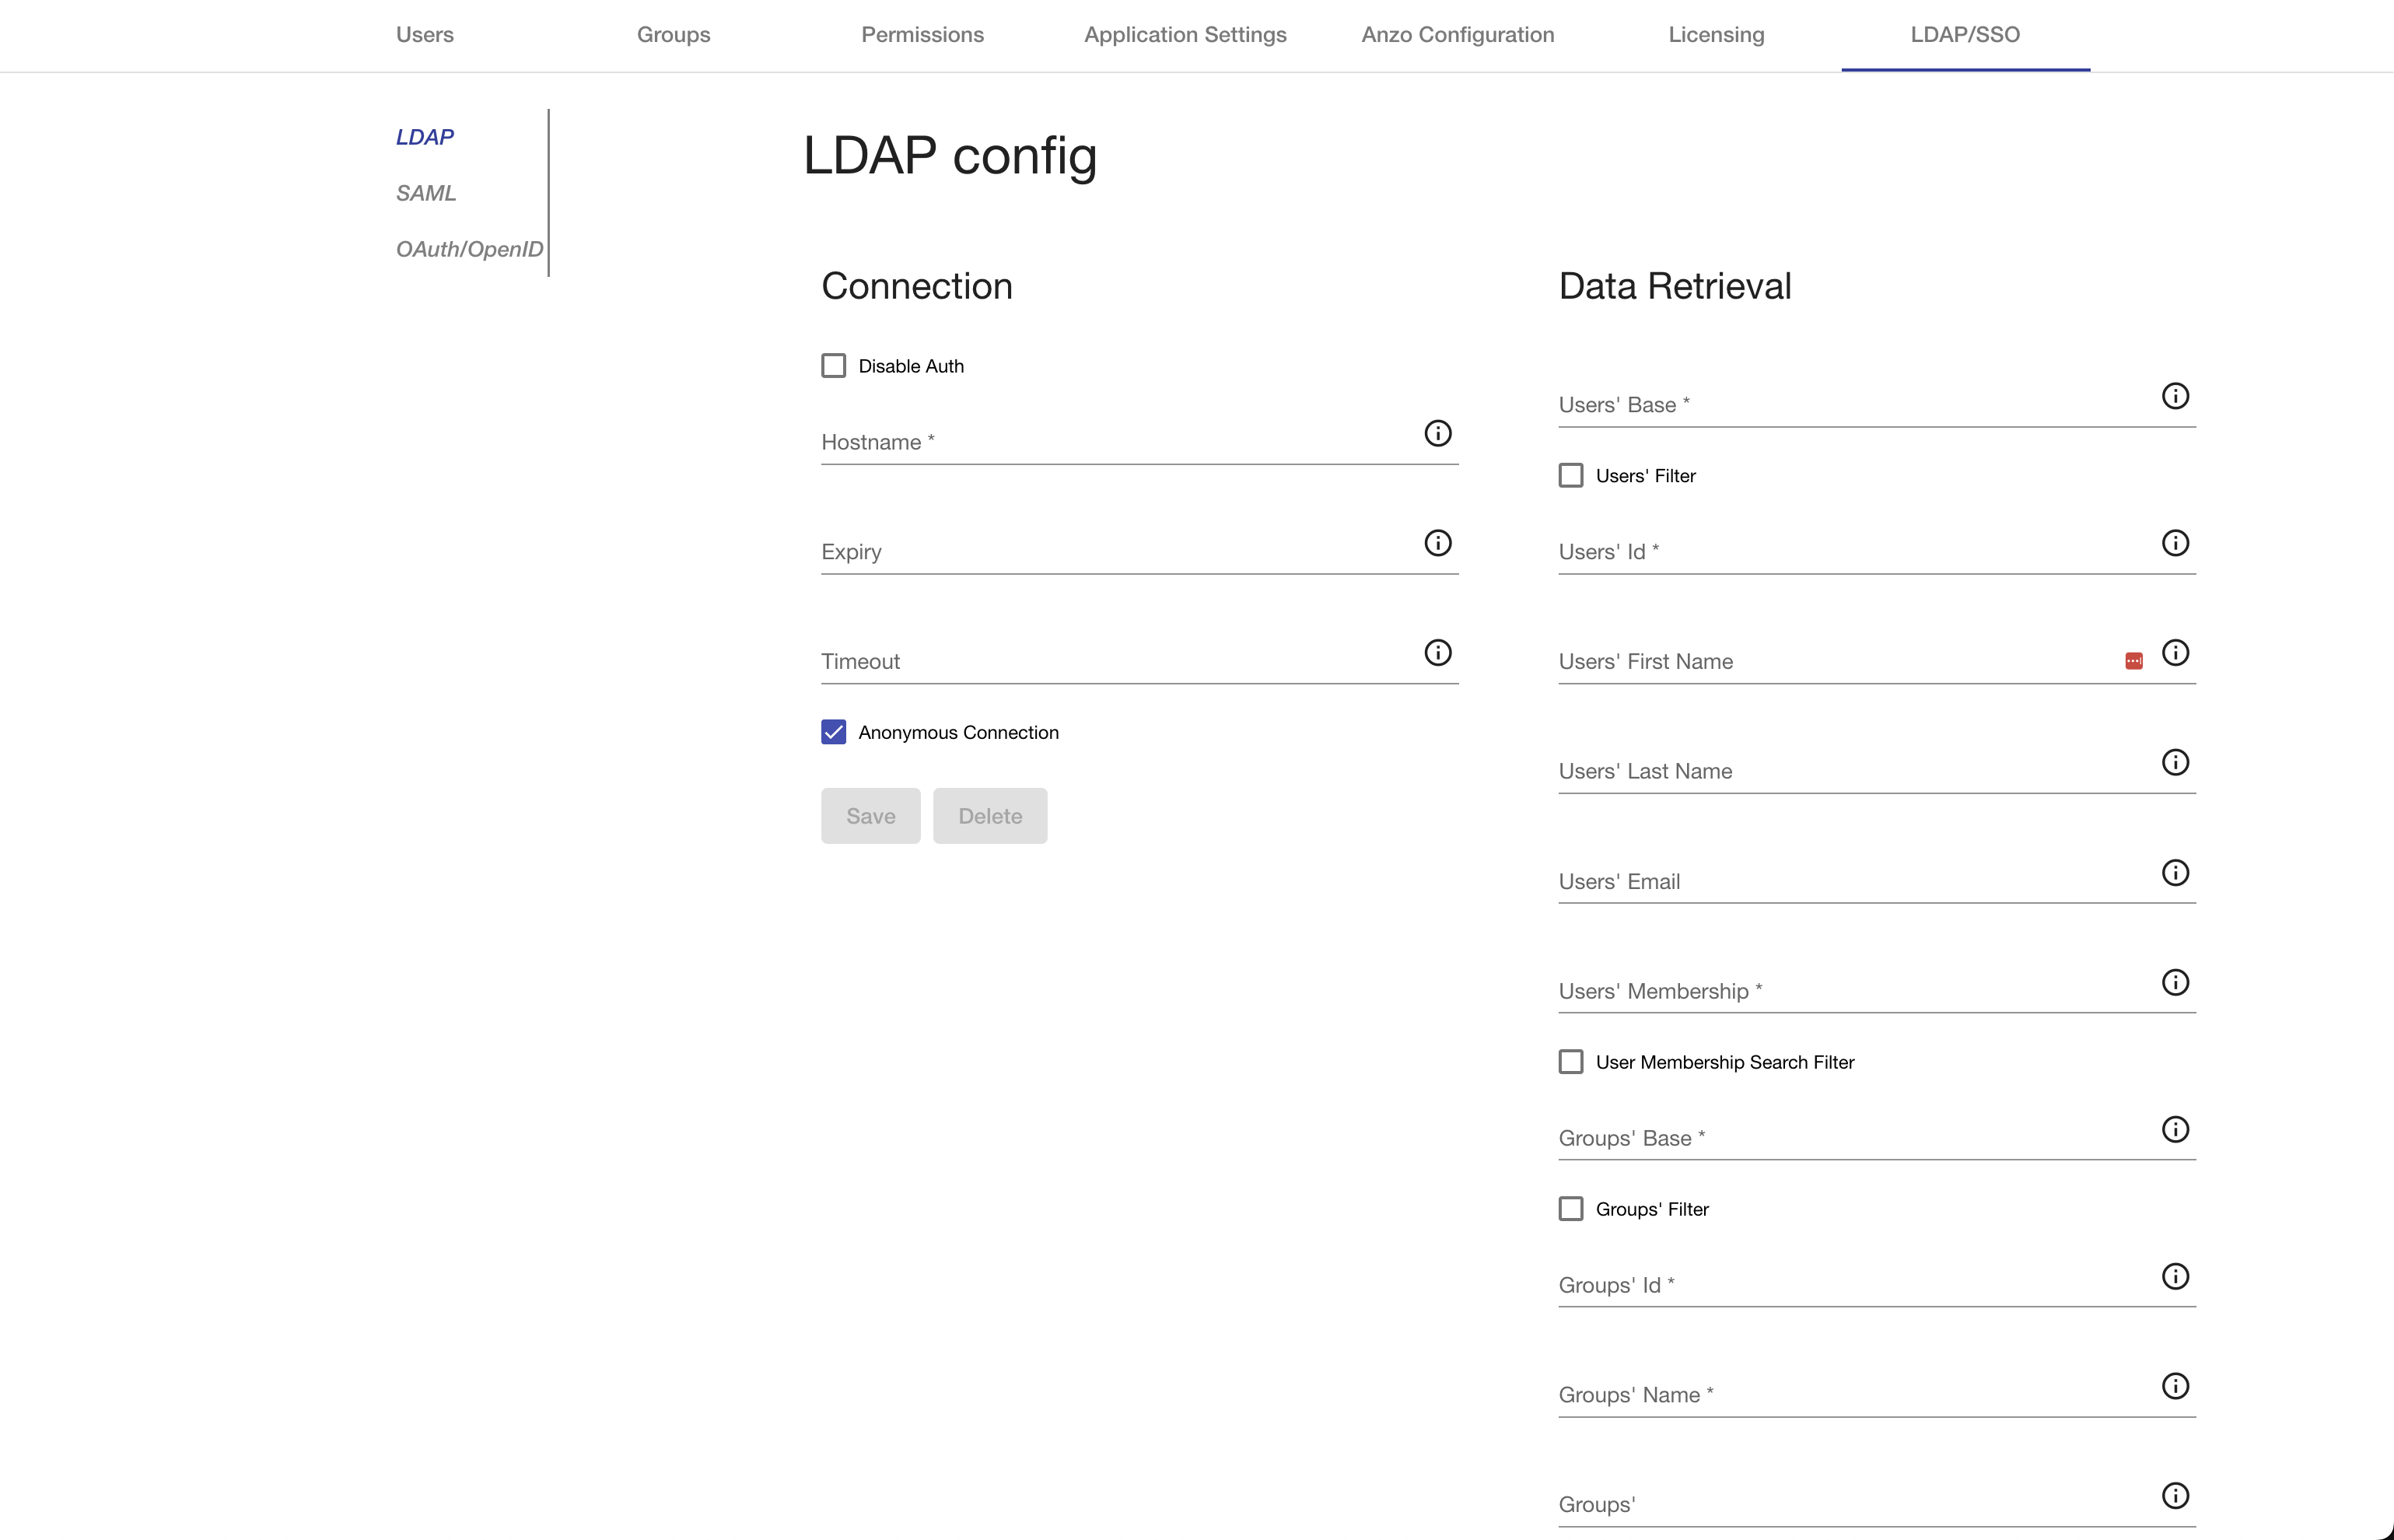 Users Groups Permissions Application Settings Anzo Configuration Licensing LDAP/SSO
LDAP
SAML
OAuth/OpenID
LDAP config
Connection
Disable Auth
Hostname *
Expiry
Timeout
Anonymous Connection
Save Delete
Data Retrieval
Users' Base *
Users' Filter
Users' Id *
Users' First Name
Users' Last Name
Users' Email
Users' Membership *
User Membership Search Filter
Groups' Base *
Groups' Filter
Groups' Id *
Groups' Name *
Groups'